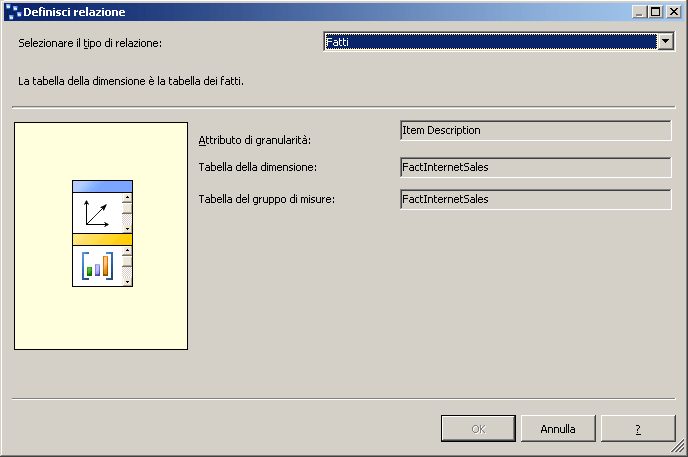 Definisci relazione
Selezionare il tipo di relazione:
Fatti
La tabella della dimensione è la tabella dei fatti.
Attributo di granularità:
Item Description
Tabella della dimensione:
FactInternetSales
Tabella del gruppo di misure:
FactInternetSales
OK
Annulla
?